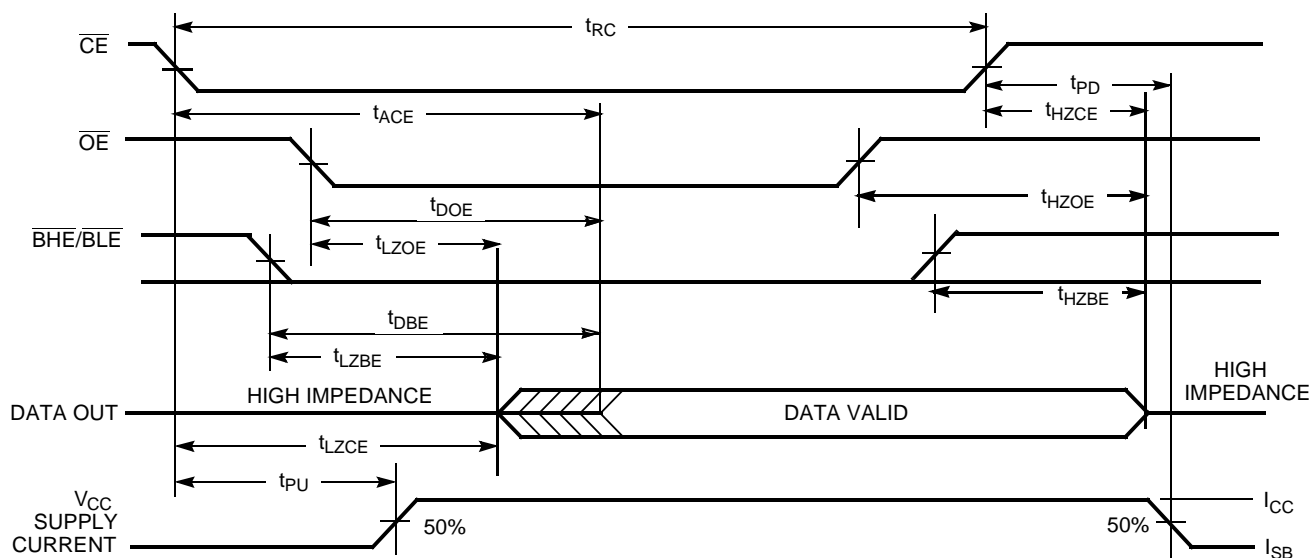 tRC
CE
tPD
tACE
tHZCE
OE
tHZOE
tDOE
BHE/BLE
tLZOE
tHZBE
tDBE
tLZBE
HIGH IMPEDANCE
HIGH
IMPEDANCE
DATA OUT
DATA VALID
tLZCE
tPU
VCC
SUPPLY
CURRENT
50%
50%
ICC
ISB